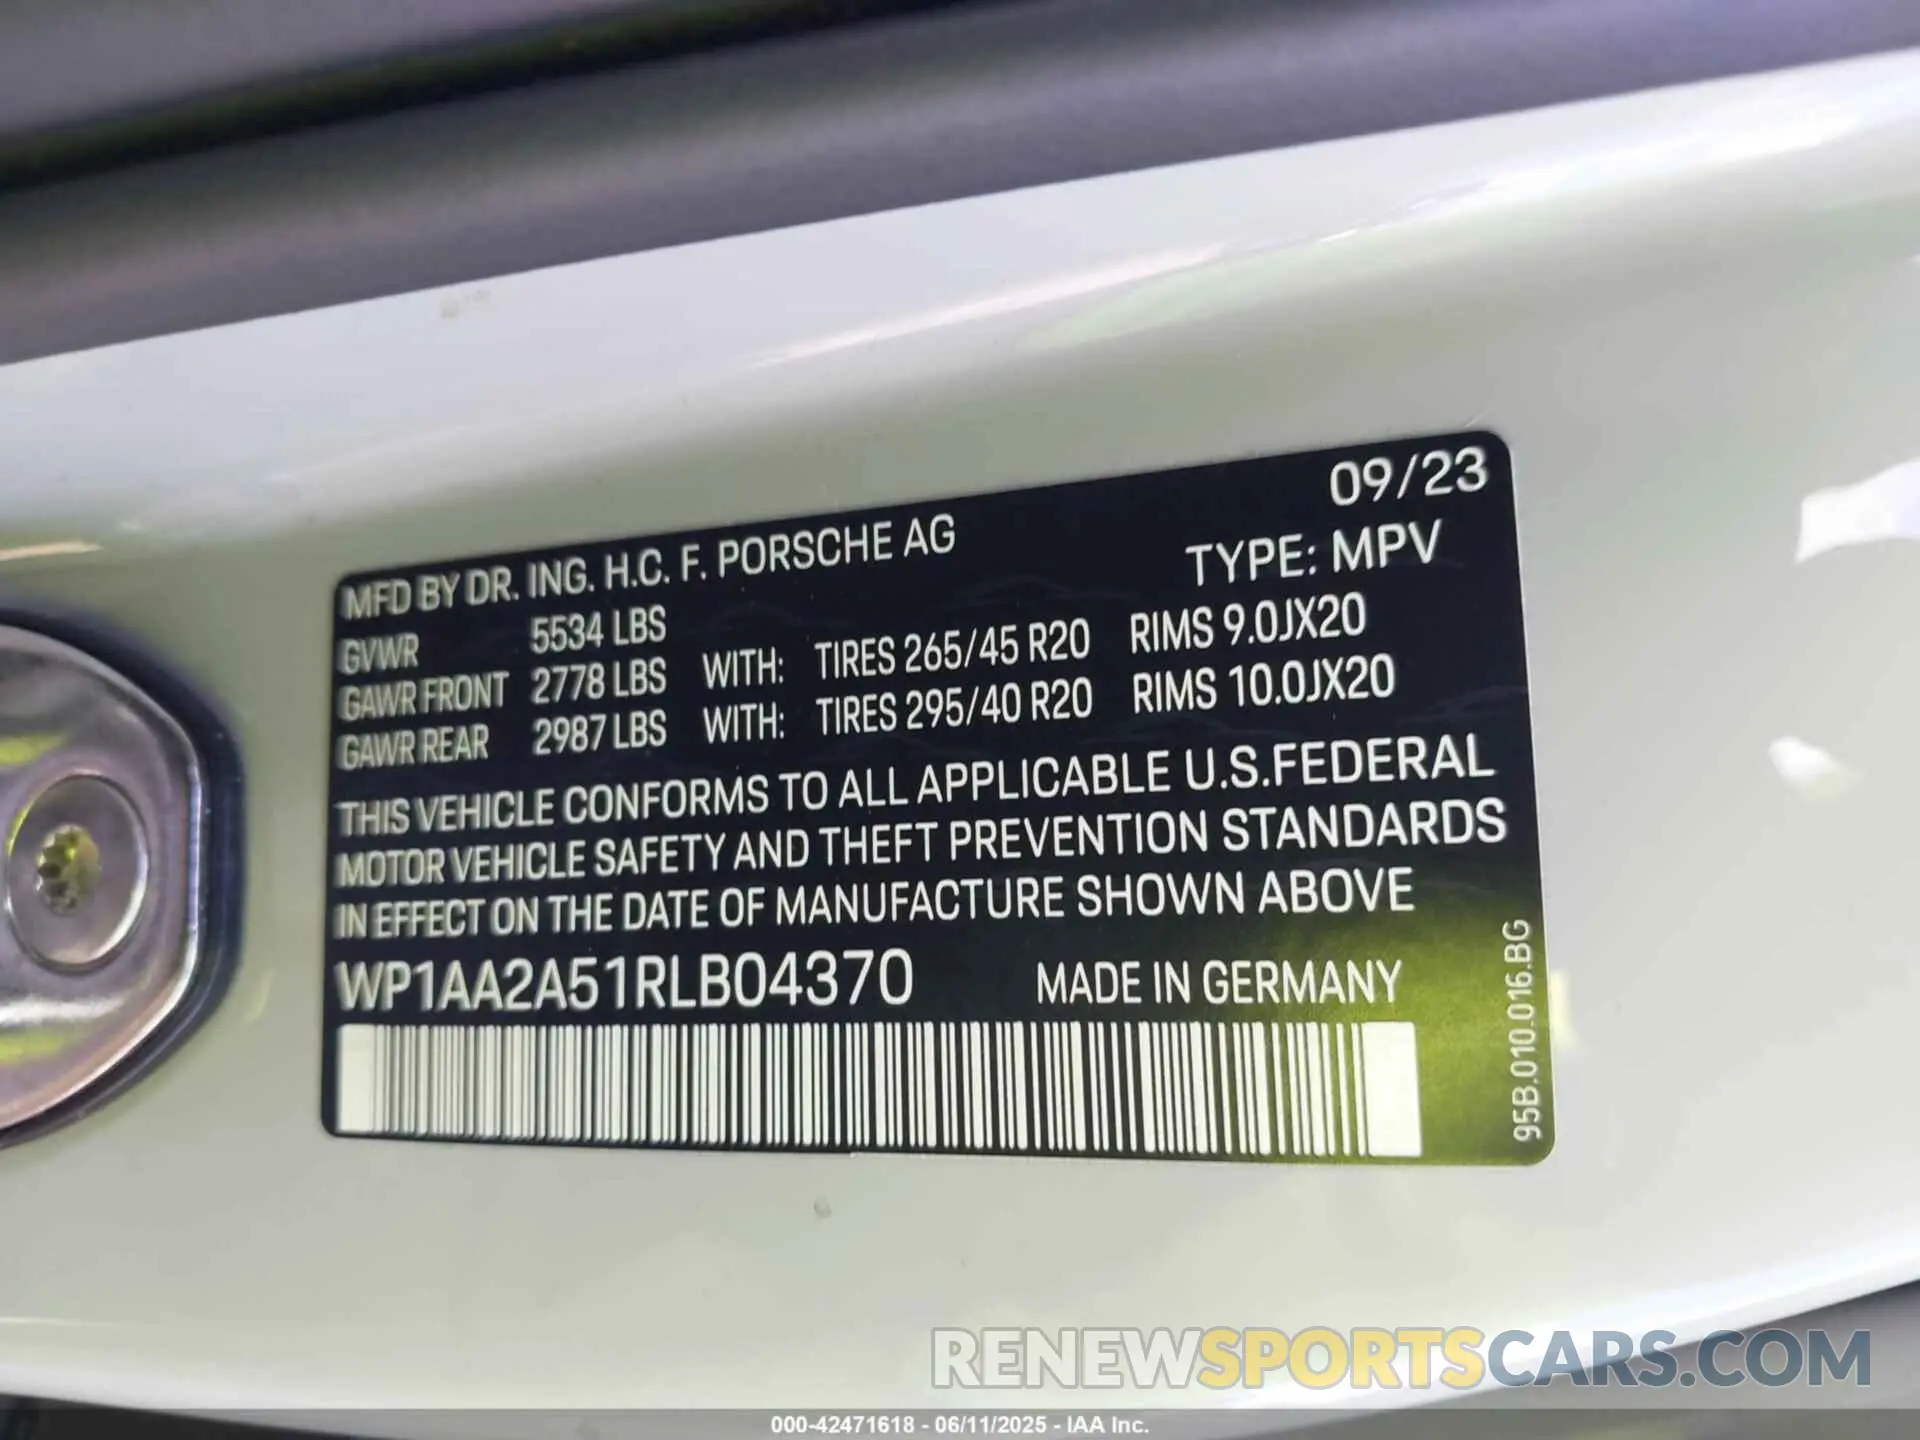 09/23
MFD BY DR. ING. H.C. F. PORSCHE AG TYPE: MPV
GVWR 5534 LBS
GAWR FRONT 2778 LBS WITH: TIRES 265/45 R20 RIMS 9.0JX20
GAWR REAR 2987 LBS WITH: TIRES 295/40 R20 RIMS 10.0JX20
THIS VEHICLE CONFORMS TO ALL APPLICABLE U.S.FEDERAL
MOTOR VEHICLE SAFETY AND THEFT PREVENTION STANDARDS
IN EFFECT ON THE DATE OF MANUFACTURE SHOWN ABOVE
WP1AA2A51RLB04370 MADE IN GERMANY
95B.010.016.BG
RENEWSPORTSCARS.COM
000-42471618 - 06/11/2025 - IAA Inc.